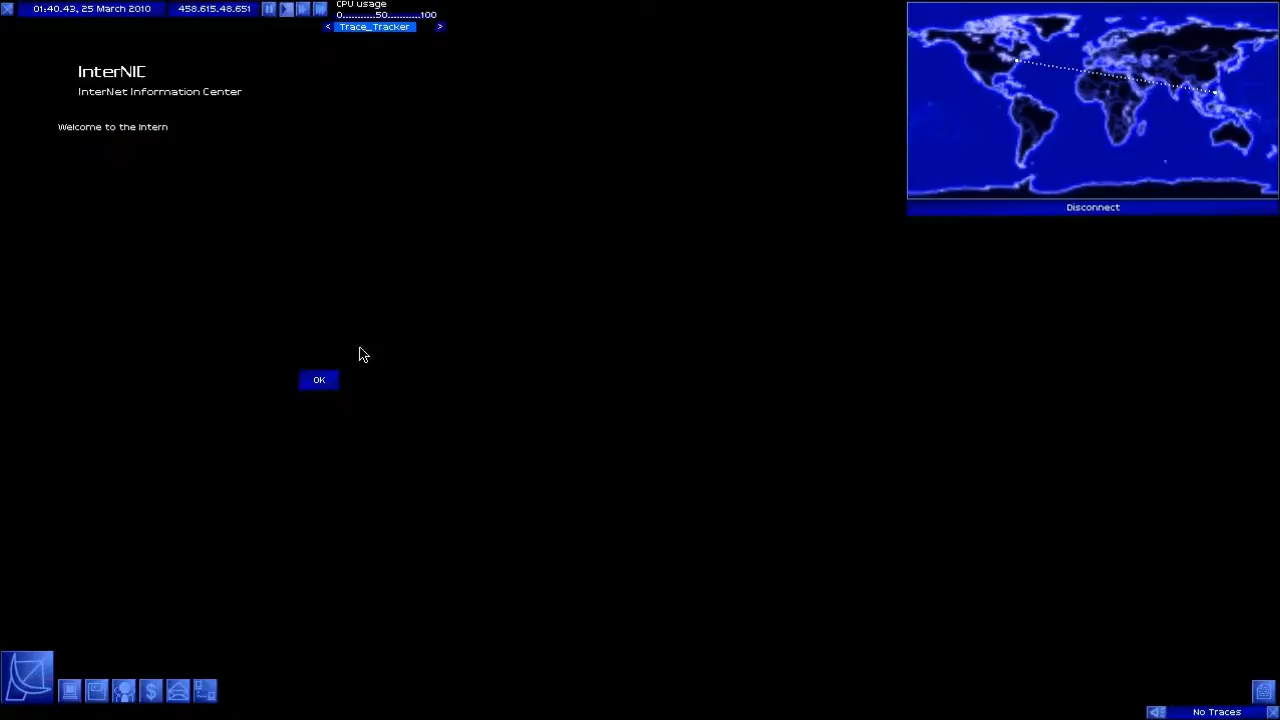 01:40.43, 25 March 2010 458.615.48.651
CPU usage
0...........50...........100
< Trace_Tracker >
InterNIC
InterNet Information Center
Welcome to the Intern
OK
Disconnect
$
No Traces